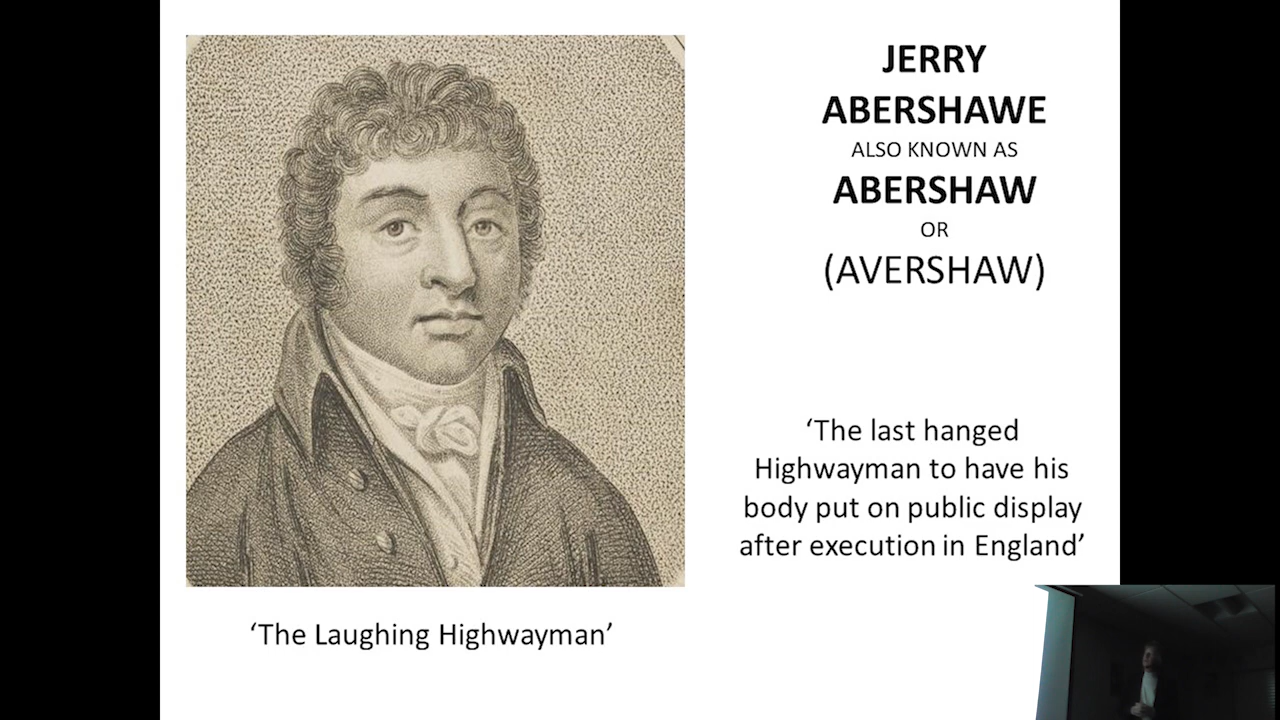 JERRY
ABERSHAWE
ALSO KNOWN AS
ABERSHAW
OR
(AVERSHAW)
‘The last hanged
Highwayman to have his
body put on public display
after execution in England’
‘The Laughing Highwayman’